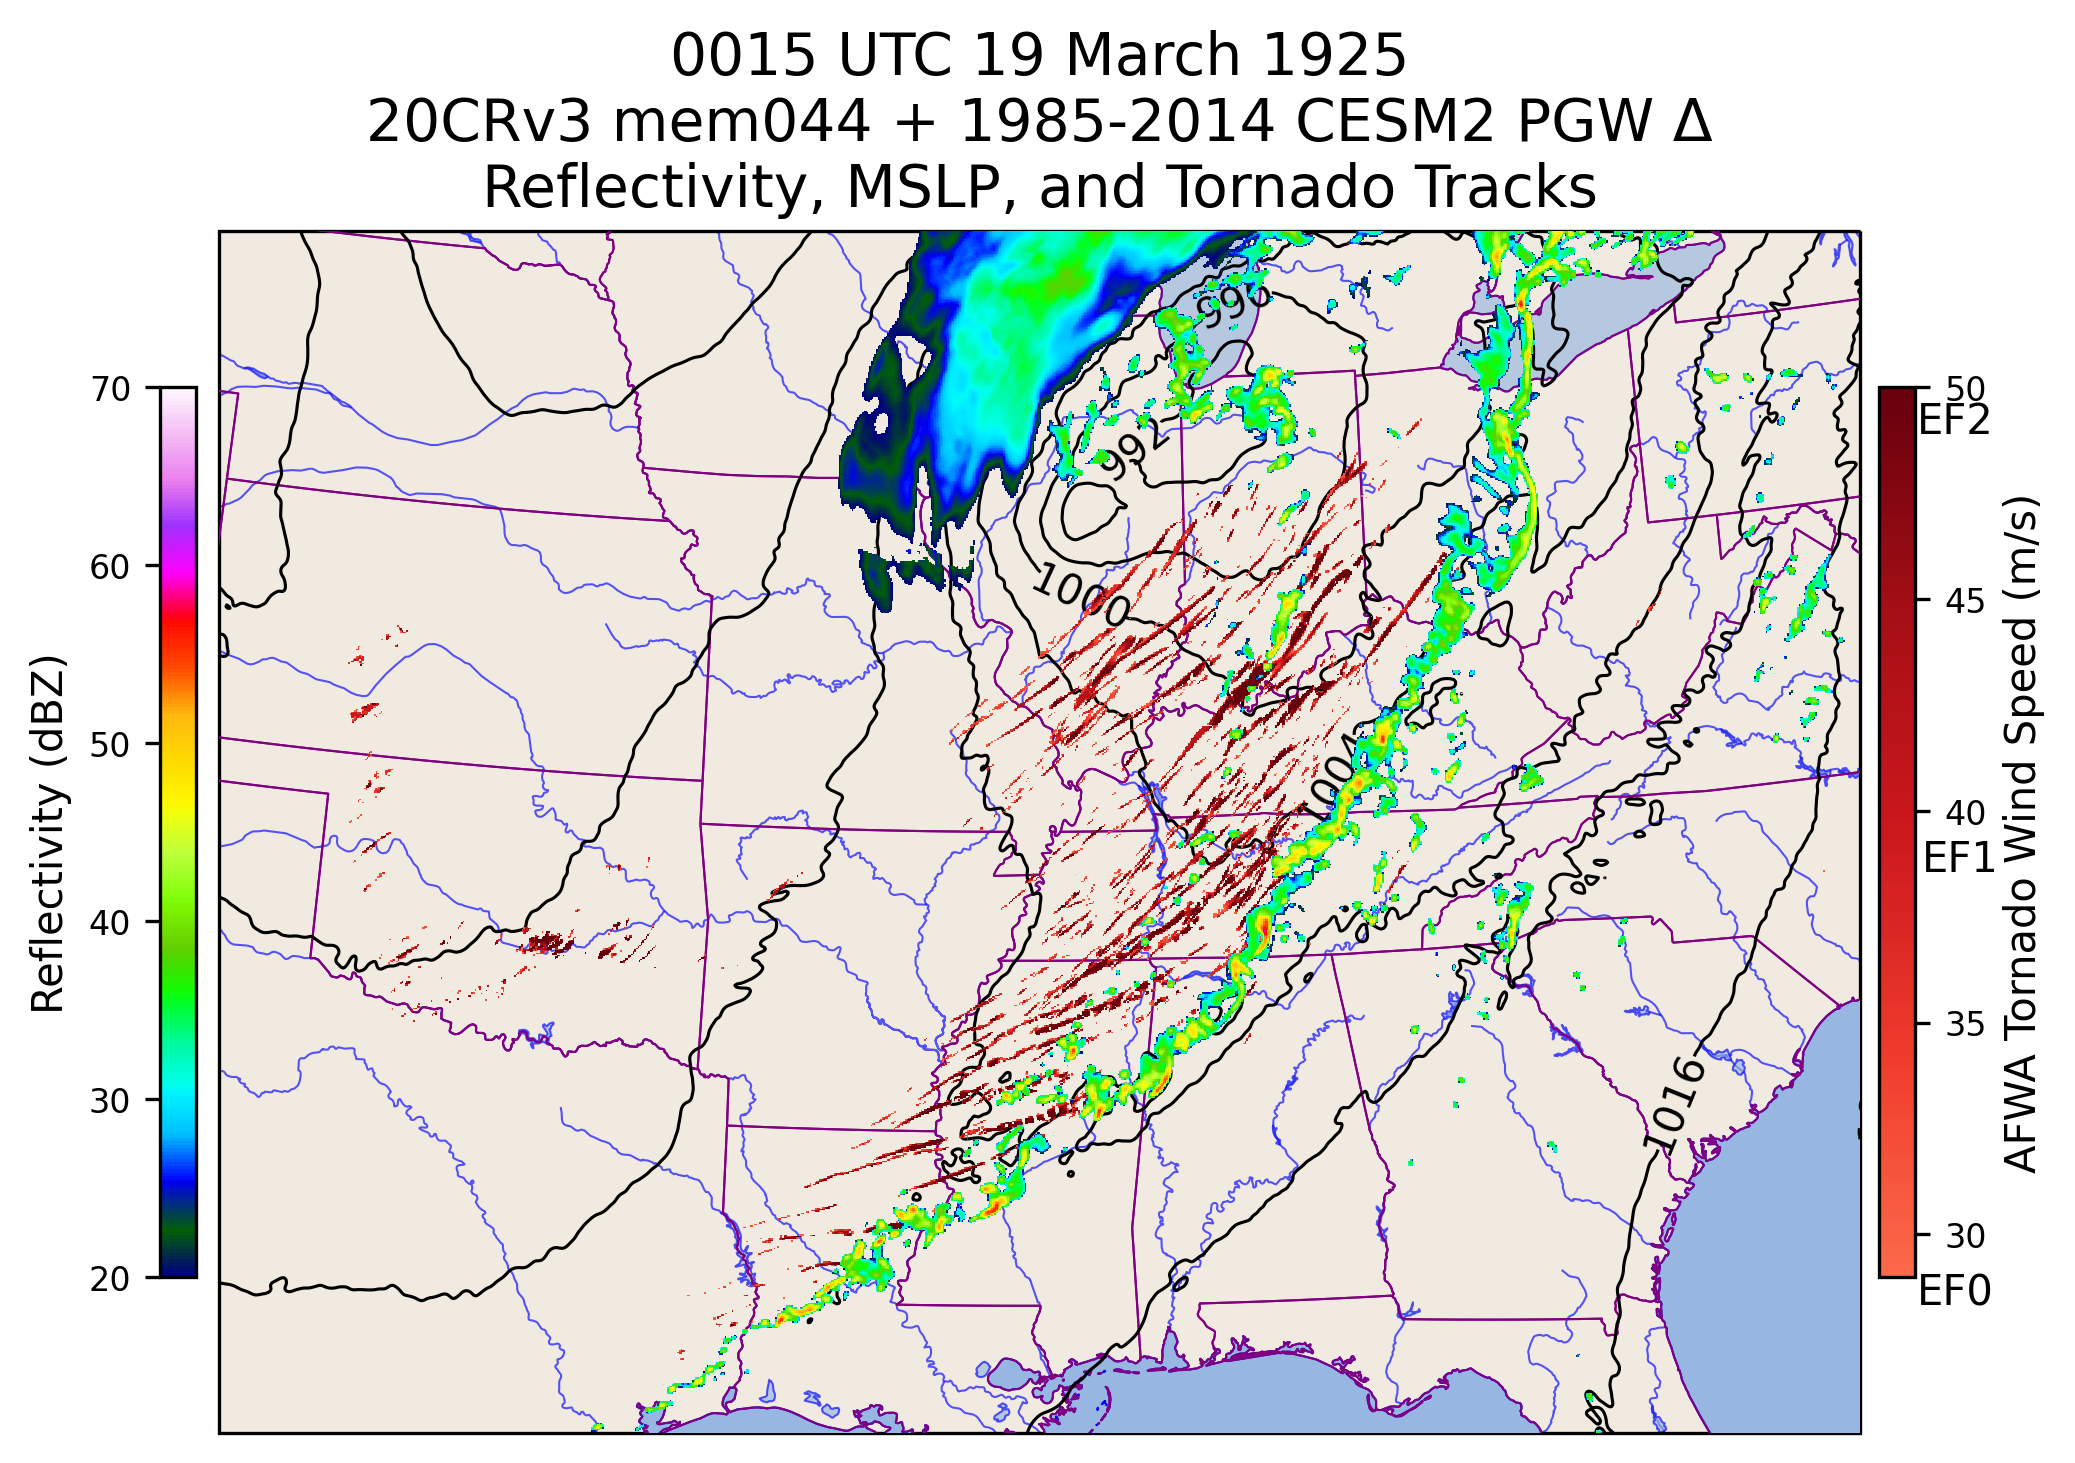 0015 UTC 19 March 1925
20CRv3 mem044 + 1985-2014 CESM2 PGW Δ
Reflectivity, MSLP, and Tornado Tracks
996
992
1000
1004
1016
70
60
50
40
30
20
Reflectivity (dBZ)
50
EF2
45
40
EF1
35
30
EF0
AFWA Tornado Wind Speed (m/s)